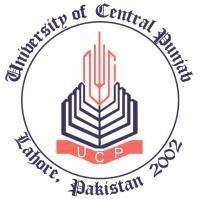 University of Central Punjab
UCP
Lahore, Pakistan 2002